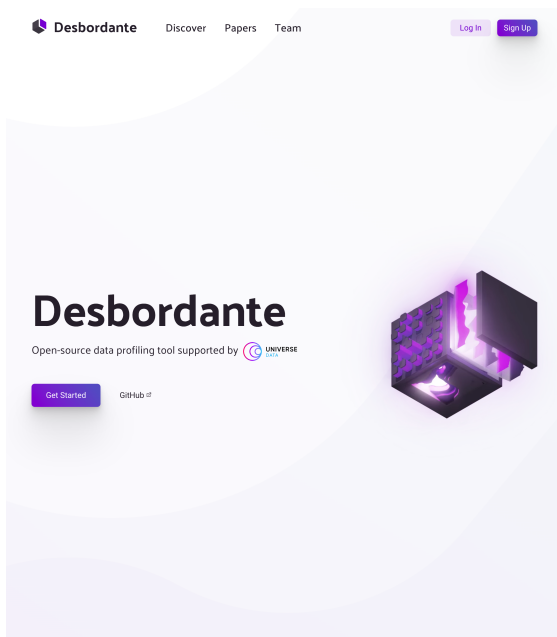 Desbordante
Discover
Papers
Team
Log In
Sign Up
Desbordante
Open-source data profiling tool supported by UNIVERSE
DATA
Get Started
GitHub